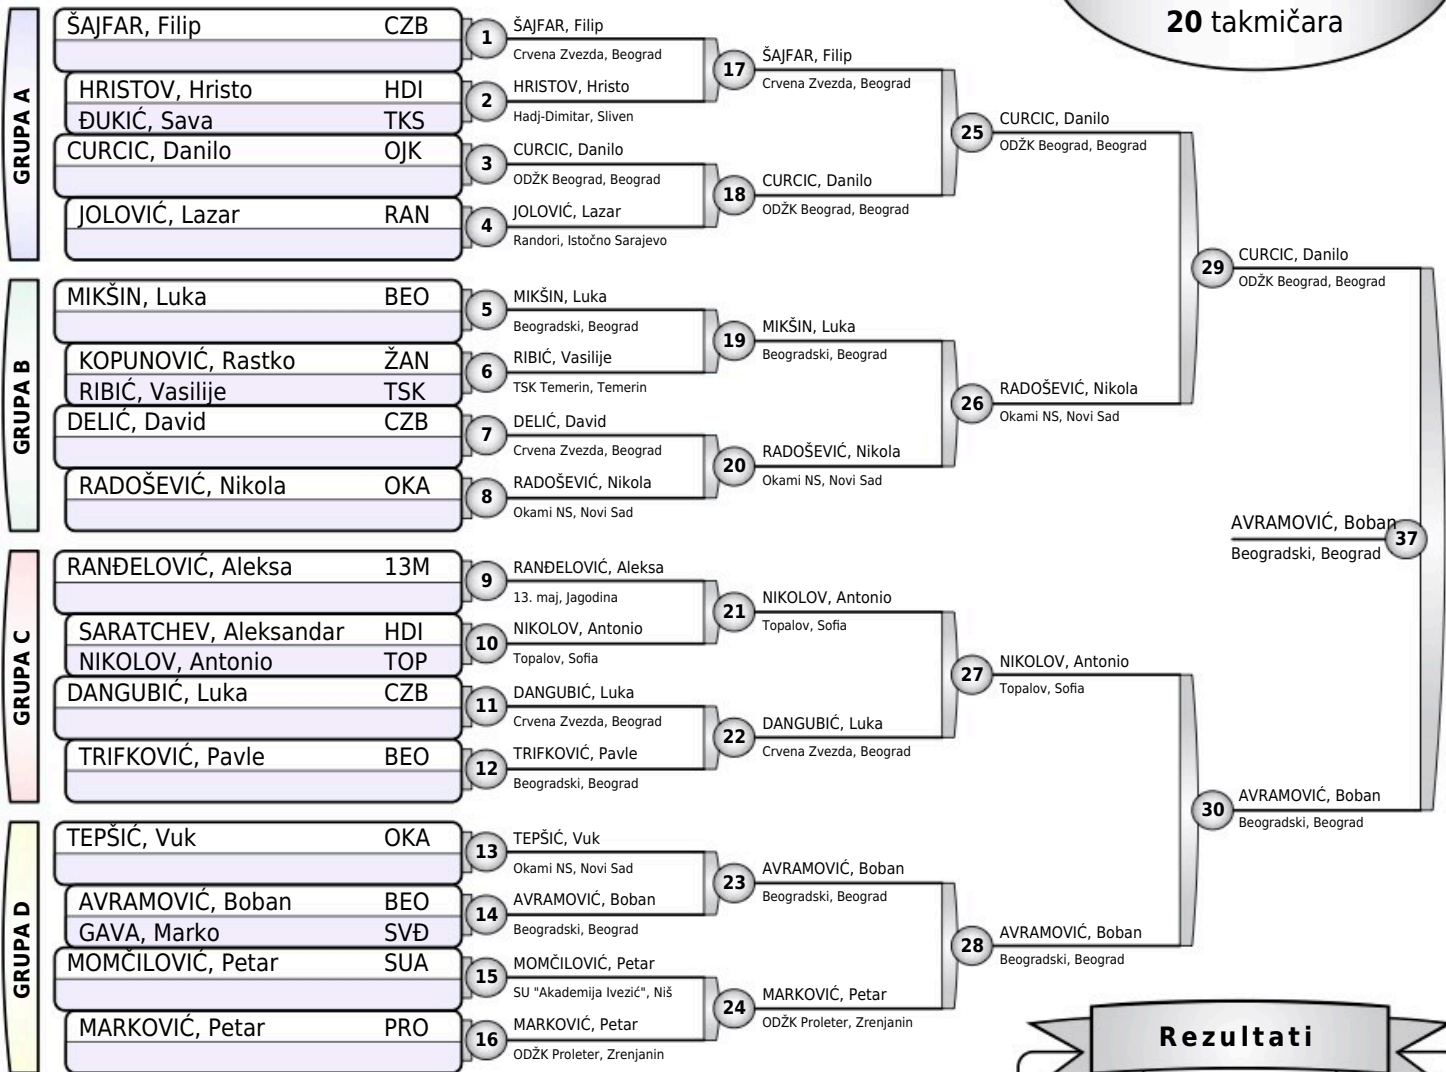 20 takmičara
GRUPA A
ŠAJFAR, Filip CZB
HRISTOV, Hristo HDI
ĐUKIĆ, Sava TKS
CURCIC, Danilo OJK
JOLOVIĆ, Lazar RAN
GRUPA B
MIKŠIN, Luka BEO
KOPUNOVIĆ, Rastko ŽAN
RIBIĆ, Vasilije TSK
DELIĆ, David CZB
RADOŠEVIĆ, Nikola OKA
GRUPA C
RANĐELOVIĆ, Aleksa 13M
SARATCHEV, Aleksandar HDI
NIKOLOV, Antonio TOP
DANGUBIĆ, Luka CZB
TRIFKOVIĆ, Pavle BEO
GRUPA D
TEPŠIĆ, Vuk OKA
AVRAMOVIĆ, Boban BEO
GAVA, Marko SVĐ
MOMČILOVIĆ, Petar SUA
MARKOVIĆ, Petar PRO
1 ŠAJFAR, Filip
Crvena Zvezda, Beograd
2 HRISTOV, Hristo
Hadj-Dimitar, Sliven
3 CURCIC, Danilo
ODŽK Beograd, Beograd
4 JOLOVIĆ, Lazar
Randori, Istočno Sarajevo
5 MIKŠIN, Luka
Beogradski, Beograd
6 RIBIĆ, Vasilije
TSK Temerin, Temerin
7 DELIĆ, David
Crvena Zvezda, Beograd
8 RADOŠEVIĆ, Nikola
Okami NS, Novi Sad
9 RANĐELOVIĆ, Aleksa
13. maj, Jagodina
10 NIKOLOV, Antonio
Topalov, Sofia
11 DANGUBIĆ, Luka
Crvena Zvezda, Beograd
12 TRIFKOVIĆ, Pavle
Beogradski, Beograd
13 TEPŠIĆ, Vuk
Okami NS, Novi Sad
14 AVRAMOVIĆ, Boban
Beogradski, Beograd
15 MOMČILOVIĆ, Petar
SU "Akademija Ivezić", Niš
16 MARKOVIĆ, Petar
ODŽK Proleter, Zrenjanin
17 ŠAJFAR, Filip
Crvena Zvezda, Beograd
18 CURCIC, Danilo
ODŽK Beograd, Beograd
19 MIKŠIN, Luka
Beogradski, Beograd
20 RADOŠEVIĆ, Nikola
Okami NS, Novi Sad
21 NIKOLOV, Antonio
Topalov, Sofia
22 DANGUBIĆ, Luka
Crvena Zvezda, Beograd
23 AVRAMOVIĆ, Boban
Beogradski, Beograd
24 MARKOVIĆ, Petar
ODŽK Proleter, Zrenjanin
25 CURCIC, Danilo
ODŽK Beograd, Beograd
26 RADOŠEVIĆ, Nikola
Okami NS, Novi Sad
27 NIKOLOV, Antonio
Topalov, Sofia
28 AVRAMOVIĆ, Boban
Beogradski, Beograd
29 CURCIC, Danilo
ODŽK Beograd, Beograd
30 AVRAMOVIĆ, Boban
Beogradski, Beograd
AVRAMOVIĆ, Boban 37
Beogradski, Beograd
Rezultati